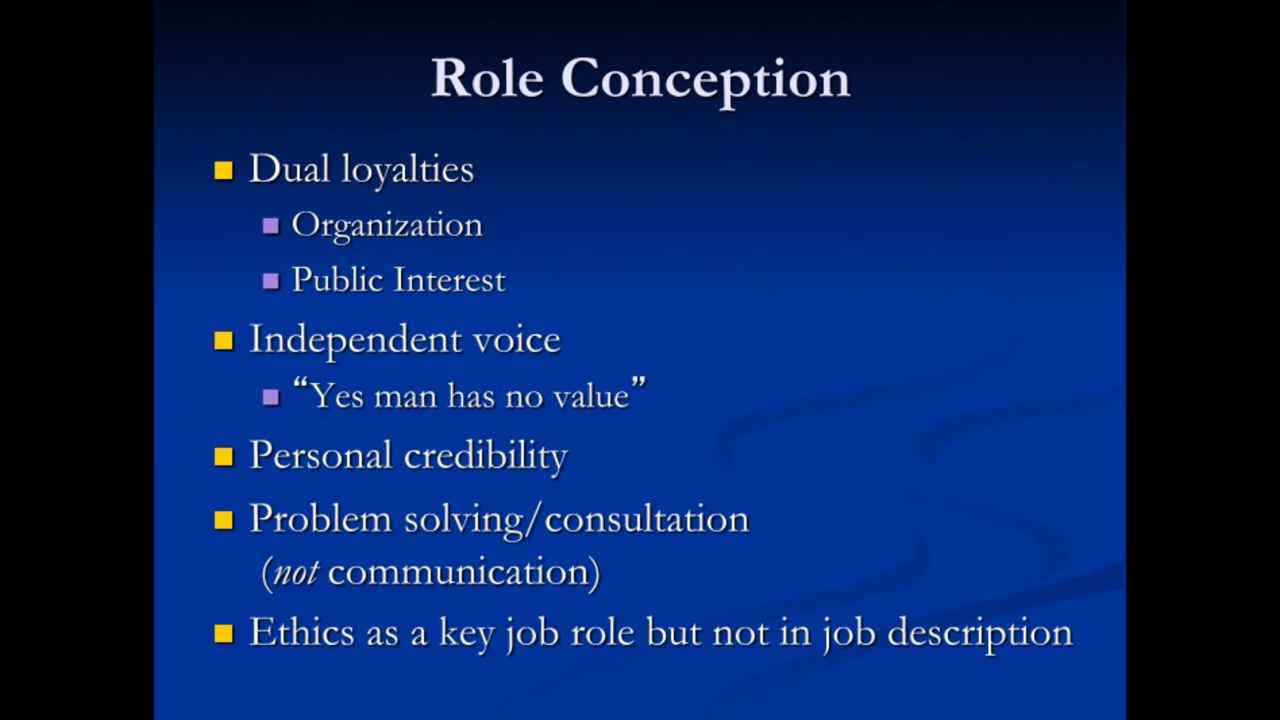 Role Conception
Dual loyalties
Organization
Public Interest
Independent voice
“Yes man has no value”
Personal credibility
Problem solving/consultation
(not communication)
Ethics as a key job role but not in job description